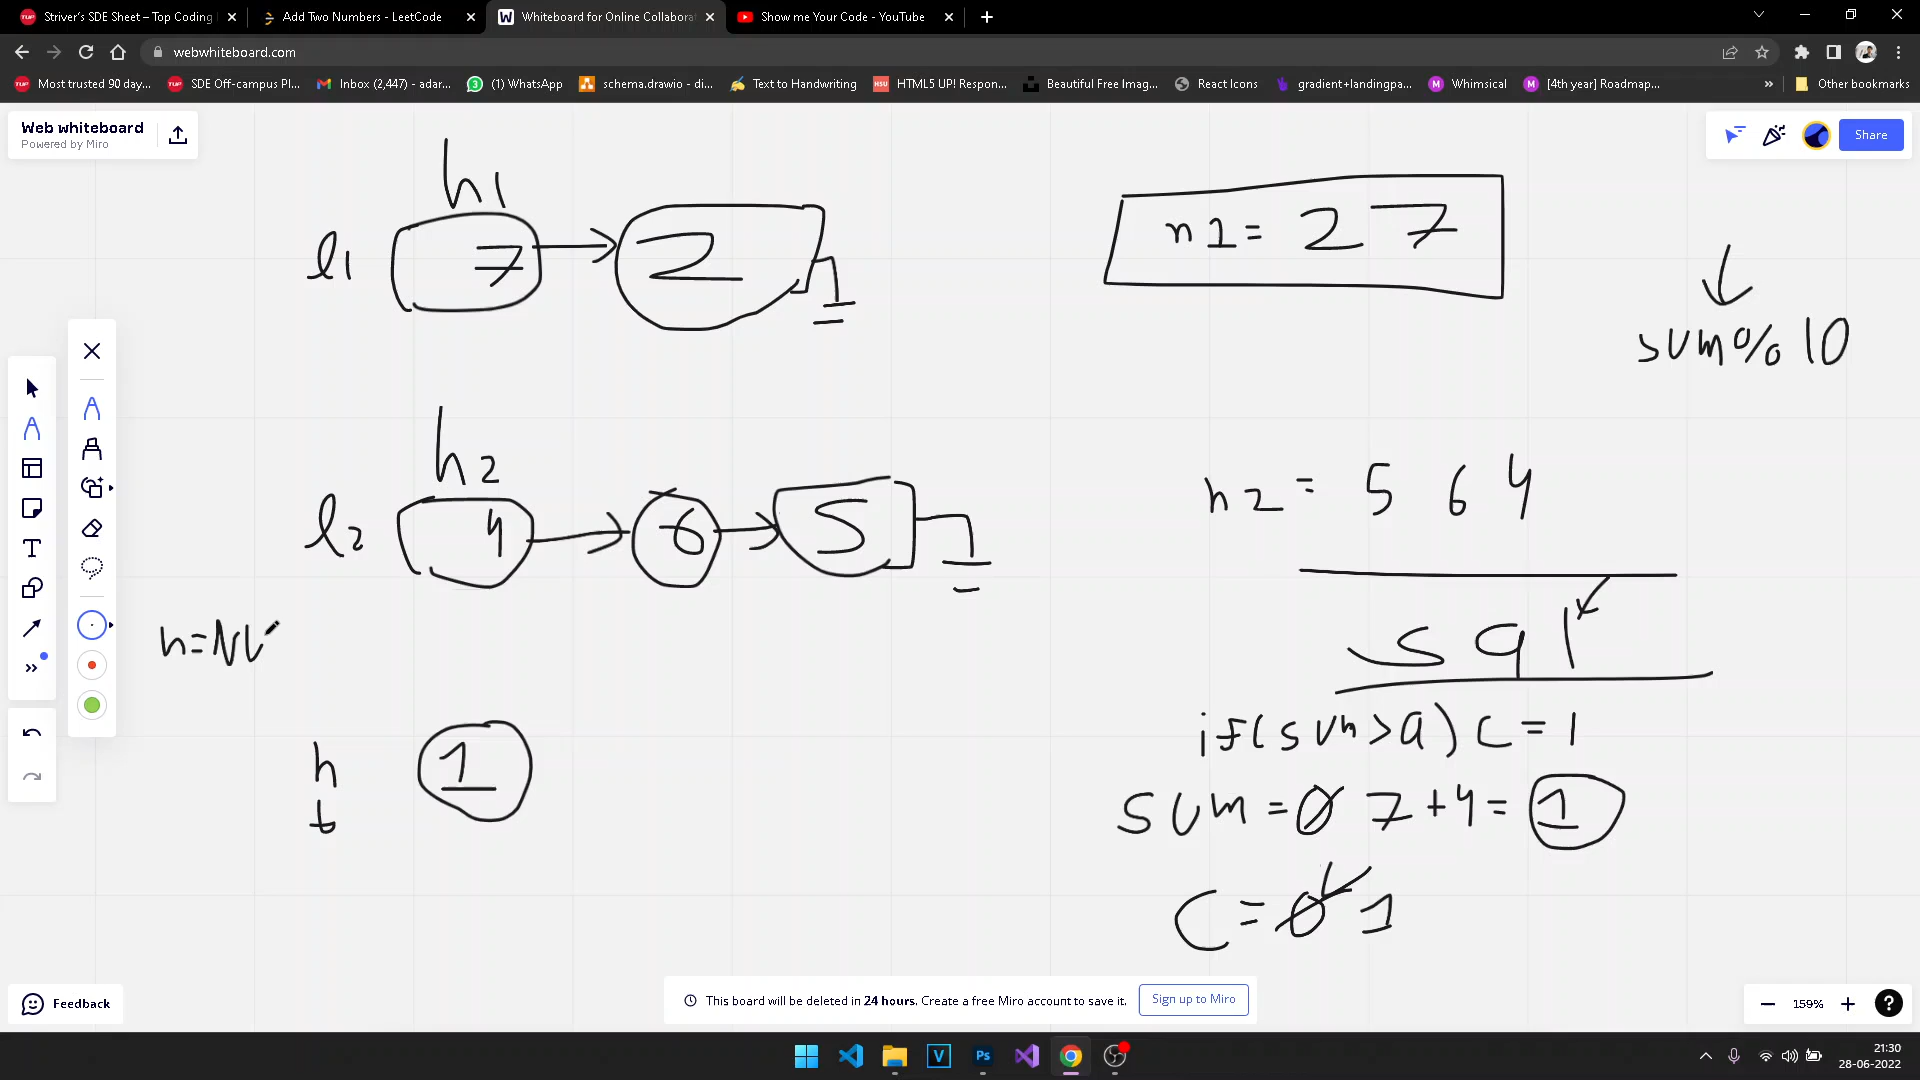 Striver's SDE Sheet – Top Coding
Add Two Numbers - LeetCode
Whiteboard for Online Collabora
Show me Your Code - YouTube
webwhiteboard.com
Most trusted 90 day...
SDE Off-campus Pl...
Inbox (2,447) - adar...
(1) WhatsApp
schema.drawio - di...
Text to Handwriting
HTML5 UP! Respon...
Beautiful Free Imag...
React Icons
gradient+landingpa...
Whimsical
[4th year] Roadmap...
»
Other bookmarks
Web whiteboard
Powered by Miro
Share
h1
l1 7 2
n1 = 2 7
sum % 10
h2
l2 4 6 5
n2 = 5 6 4
5 9 1
h=NU
if(sum>9) C = 1
h 1
t
sum = 0 7+4 = 1
C = 0 1
This board will be deleted in 24 hours. Create a free Miro account to save it.
Sign up to Miro
Feedback
159%
21:30
28-06-2022